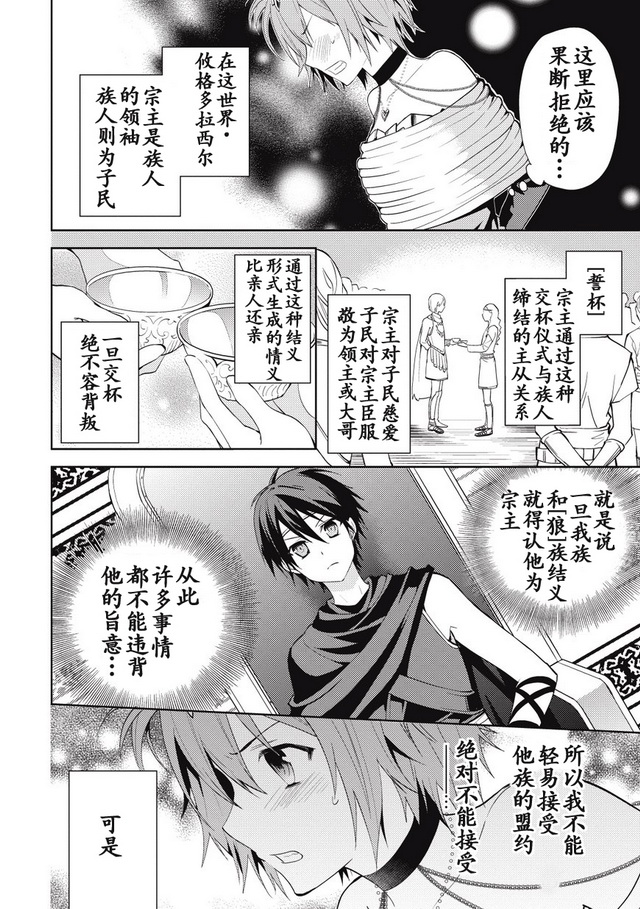 这里应该
果断拒绝的…
在这世界·
攸格多拉西尔
宗主是族人
的领袖
族人则为子民
［誓杯］
宗主通过这种
交杯仪式与族人
缔结的主从关系
宗主对子民慈爱
子民对宗主臣服
敬为领主或大哥
通过这种结义
形式生成的情义
比亲人还亲
一旦交杯
绝不容背叛
就是说
一旦我族
和［狼］族结义
就得认他为
宗主
从此
许多事情
都不能违背
他的旨意…
所以我不能
轻易接受
他族的盟约
……
绝对不能接受
可是